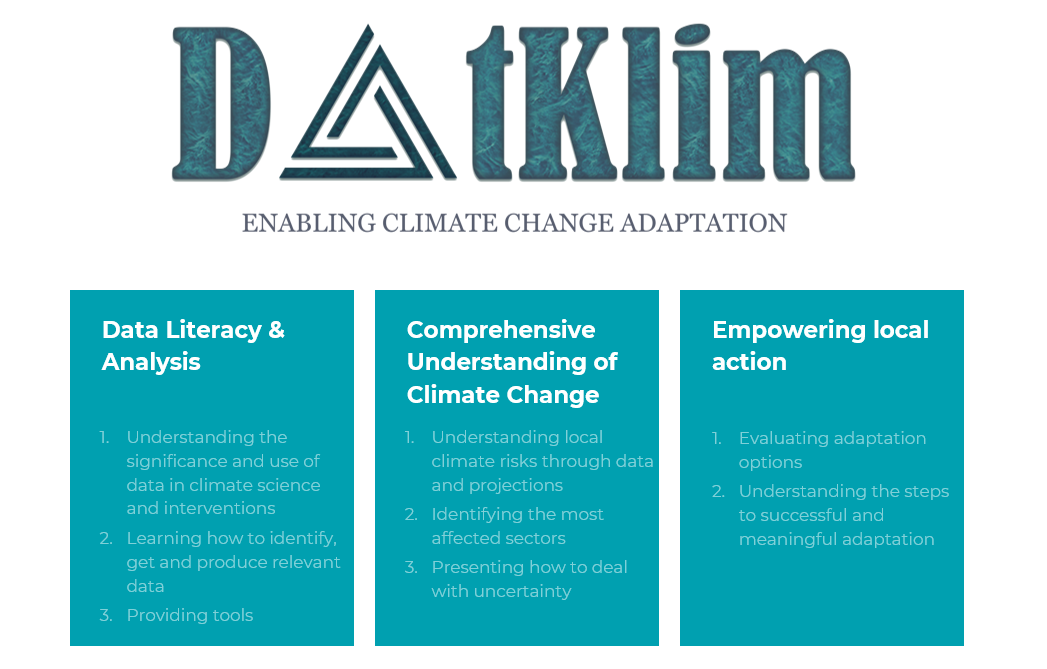 DatKlim
ENABLING CLIMATE CHANGE ADAPTATION
Data Literacy &
Analysis
1. Understanding the
significance and use of
data in climate science
and interventions
2. Learning how to identify,
get and produce relevant
data
3. Providing tools
Comprehensive
Understanding of
Climate Change
1. Understanding local
climate risks through data
and projections
2. Identifying the most
affected sectors
3. Presenting how to deal
with uncertainty
Empowering local
action
1. Evaluating adaptation
options
2. Understanding the steps
to successful and
meaningful adaptation